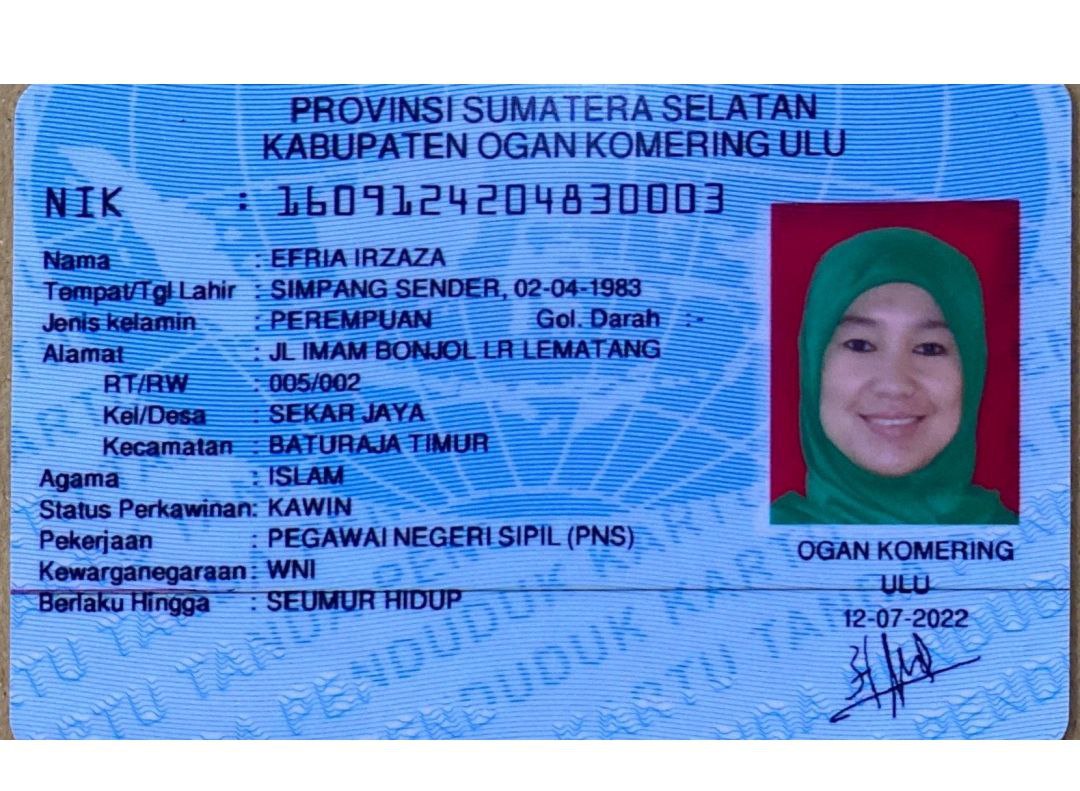 PROVINSI SUMATERA SELATAN
KABUPATEN OGAN KOMERING ULU
NIK : 1609124204830003
Nama : EFRIA IRZAZA
Tempat/Tgl Lahir : SIMPANG SENDER, 02-04-1983
Jenis kelamin : PEREMPUAN Gol. Darah : -
Alamat : JL IMAM BONJOL LR LEMATANG
RT/RW : 005/002
Kel/Desa : SEKAR JAYA
Kecamatan : BATURAJA TIMUR
Agama : ISLAM
Status Perkawinan: KAWIN
Pekerjaan : PEGAWAI NEGERI SIPIL (PNS)
Kewarganegaraan: WNI
Berlaku Hingga : SEUMUR HIDUP
OGAN KOMERING
ULU
12-07-2022